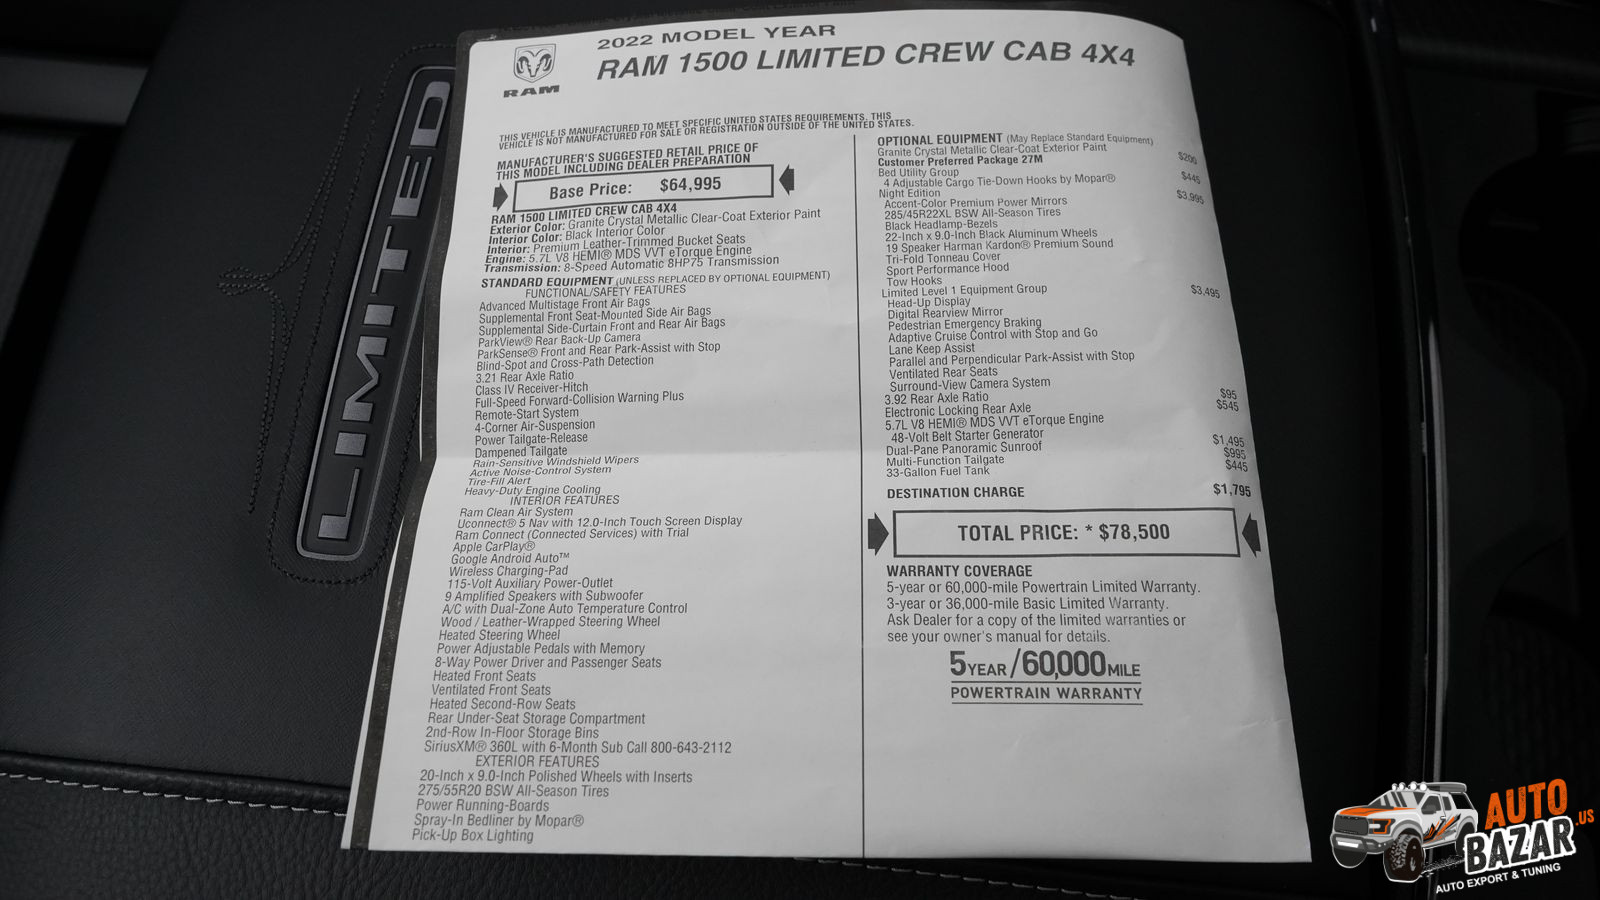 LIMITED
RAM
2022 MODEL YEAR
RAM 1500 LIMITED CREW CAB 4X4
THIS VEHICLE IS MANUFACTURED TO MEET SPECIFIC UNITED STATES REQUIREMENTS. THIS
VEHICLE IS NOT MANUFACTURED FOR SALE OR REGISTRATION OUTSIDE OF THE UNITED STATES.
MANUFACTURER'S SUGGESTED RETAIL PRICE OF
THIS MODEL INCLUDING DEALER PREPARATION
Base Price: $64,995
RAM 1500 LIMITED CREW CAB 4X4
Exterior Color: Granite Crystal Metallic Clear-Coat Exterior Paint
Interior Color: Black Interior Color
Interior: Premium Leather-Trimmed Bucket Seats
Engine: 5.7L V8 HEMI® MDS VVT eTorque Engine
Transmission: 8-Speed Automatic 8HP75 Transmission
STANDARD EQUIPMENT (UNLESS REPLACED BY OPTIONAL EQUIPMENT)
FUNCTIONAL/SAFETY FEATURES
Advanced Multistage Front Air Bags
Supplemental Front Seat-Mounted Side Air Bags
Supplemental Side-Curtain Front and Rear Air Bags
ParkView® Rear Back-Up Camera
ParkSense® Front and Rear Park-Assist with Stop
Blind-Spot and Cross-Path Detection
3.21 Rear Axle Ratio
Class IV Receiver-Hitch
Full-Speed Forward-Collision Warning Plus
Remote-Start System
4-Corner Air-Suspension
Power Tailgate-Release
Dampened Tailgate
Rain-Sensitive Windshield Wipers
Active Noise-Control System
Tire-Fill Alert
Heavy-Duty Engine Cooling
INTERIOR FEATURES
Ram Clean Air System
Uconnect® 5 Nav with 12.0-Inch Touch Screen Display
Ram Connect (Connected Services) with Trial
Apple CarPlay®
Google Android Auto™
Wireless Charging-Pad
115-Volt Auxiliary Power-Outlet
9 Amplified Speakers with Subwoofer
A/C with Dual-Zone Auto Temperature Control
Wood / Leather-Wrapped Steering Wheel
Heated Steering Wheel
Power Adjustable Pedals with Memory
8-Way Power Driver and Passenger Seats
Heated Front Seats
Ventilated Front Seats
Heated Second-Row Seats
Rear Under-Seat Storage Compartment
2nd-Row In-Floor Storage Bins
SiriusXM® 360L with 6-Month Sub Call 800-643-2112
EXTERIOR FEATURES
20-Inch x 9.0-Inch Polished Wheels with Inserts
275/55R20 BSW All-Season Tires
Power Running-Boards
Spray-In Bedliner by Mopar®
Pick-Up Box Lighting
OPTIONAL EQUIPMENT (May Replace Standard Equipment)
Granite Crystal Metallic Clear-Coat Exterior Paint $200
Customer Preferred Package 27M
Bed Utility Group $445
4 Adjustable Cargo Tie-Down Hooks by Mopar®
Night Edition $3,995
Accent-Color Premium Power Mirrors
285/45R22XL BSW All-Season Tires
Black Headlamp-Bezels
22-Inch x 9.0-Inch Black Aluminum Wheels
19 Speaker Harman Kardon® Premium Sound
Tri-Fold Tonneau Cover
Sport Performance Hood
Tow Hooks
Limited Level 1 Equipment Group $3,495
Head-Up Display
Digital Rearview Mirror
Pedestrian Emergency Braking
Adaptive Cruise Control with Stop and Go
Lane Keep Assist
Parallel and Perpendicular Park-Assist with Stop
Ventilated Rear Seats
Surround-View Camera System
3.92 Rear Axle Ratio $95
Electronic Locking Rear Axle $545
5.7L V8 HEMI® MDS VVT eTorque Engine
48-Volt Belt Starter Generator
Dual-Pane Panoramic Sunroof $1,495
Multi-Function Tailgate $995
33-Gallon Fuel Tank $445
DESTINATION CHARGE $1,795
TOTAL PRICE: * $78,500
WARRANTY COVERAGE
5-year or 60,000-mile Powertrain Limited Warranty.
3-year or 36,000-mile Basic Limited Warranty.
Ask Dealer for a copy of the limited warranties or
see your owner's manual for details.
5YEAR/60,000MILE
POWERTRAIN WARRANTY
AUTO
BAZAR.US
AUTO EXPORT & TUNING